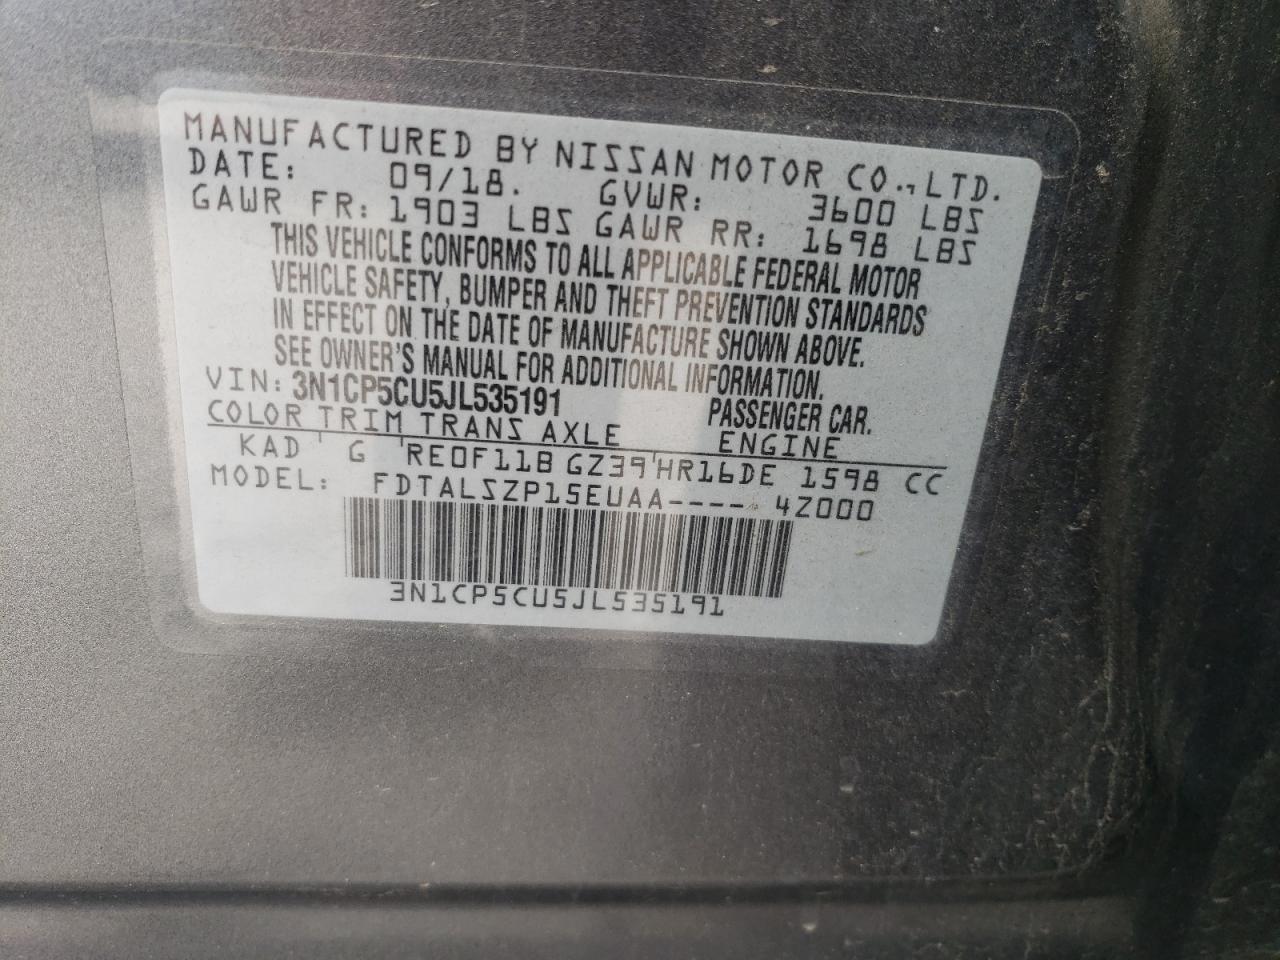 MANUFACTURED BY NISSAN MOTOR CO., LTD.
DATE: 09/18. GVWR: 3600 LBS
GAWR FR: 1903 LBS GAWR RR: 1698 LBS
THIS VEHICLE CONFORMS TO ALL APPLICABLE FEDERAL MOTOR
VEHICLE SAFETY, BUMPER AND THEFT PREVENTION STANDARDS
IN EFFECT ON THE DATE OF MANUFACTURE SHOWN ABOVE.
SEE OWNER'S MANUAL FOR ADDITIONAL INFORMATION.
VIN: 3N1CP5CU5JL535191 PASSENGER CAR.
COLOR TRIM TRANS AXLE ENGINE
KAD G RE0F11B GZ39 HR16DE 1598 CC
MODEL: FDTALSZP15EUAA---- 4Z000
3N1CP5CU5JL535191